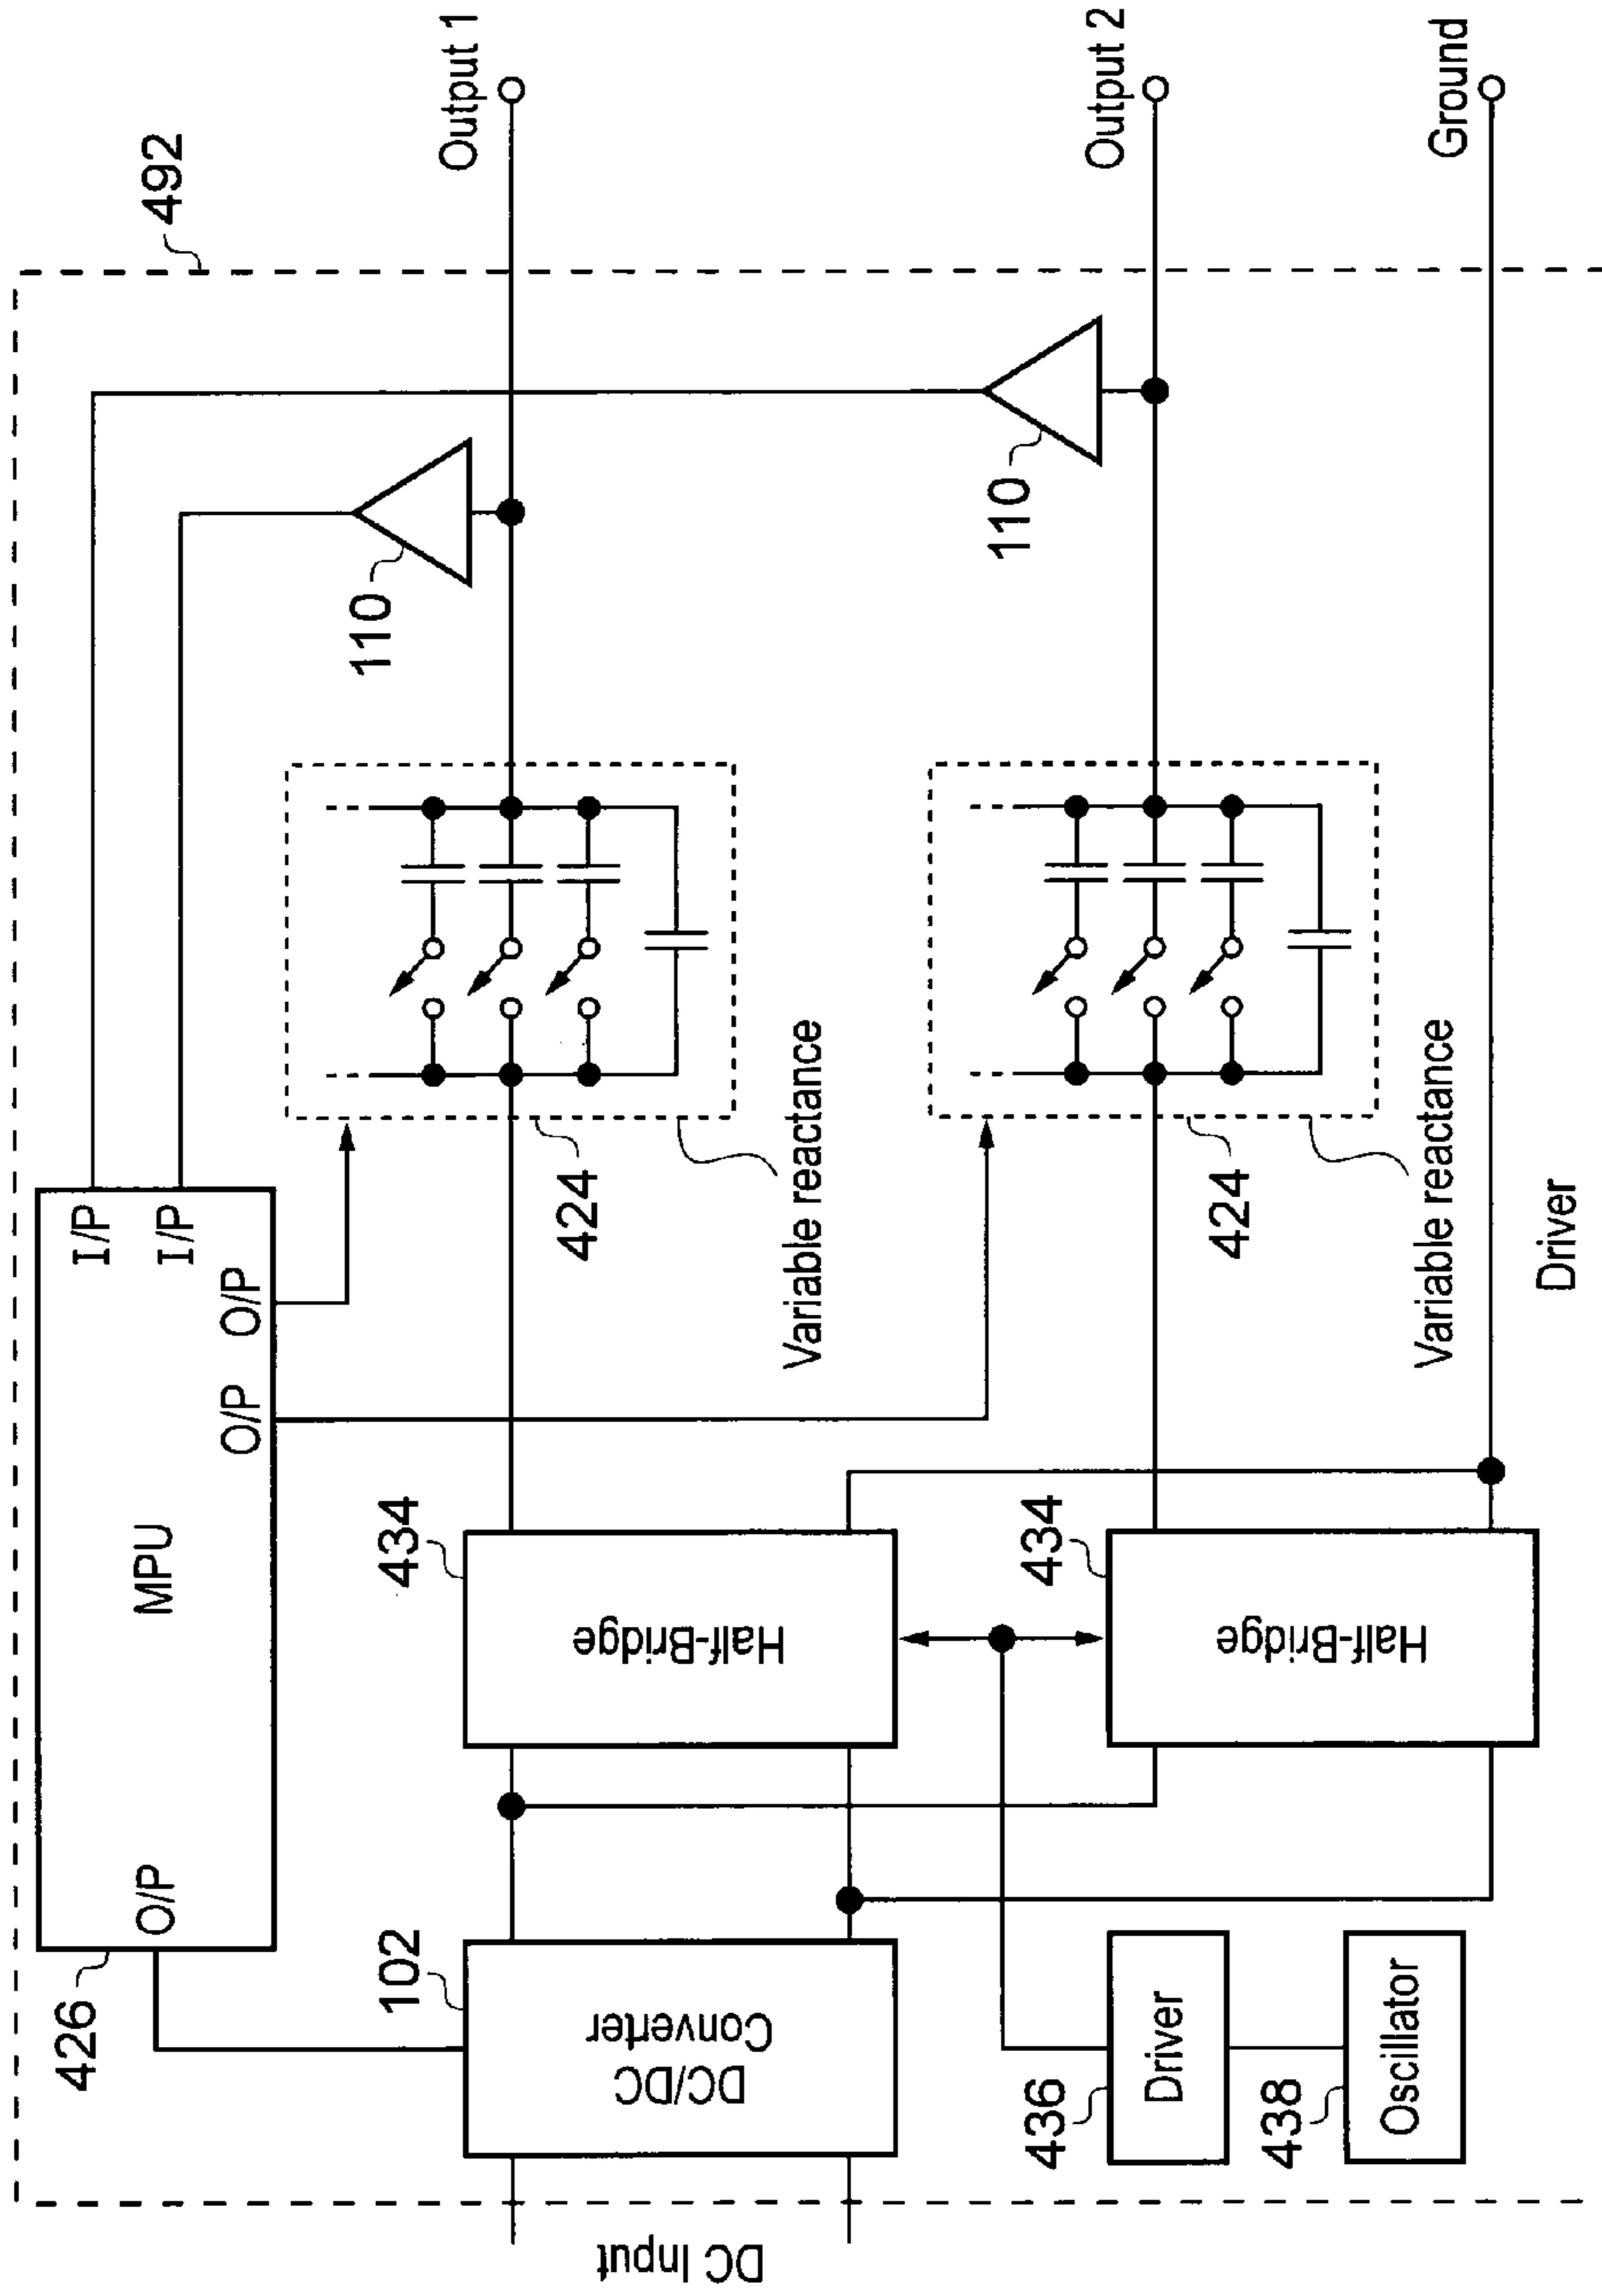 492
426
MPU
O/P
O/P
O/P
I/P
I/P
110
Output 1
110
Output 2
Ground
DC Input
102
DC/DC
Converter
434
Half-Bridge
424
Variable reactance
434
Half-Bridge
424
Variable reactance
436
Driver
438
Oscillator
Driver